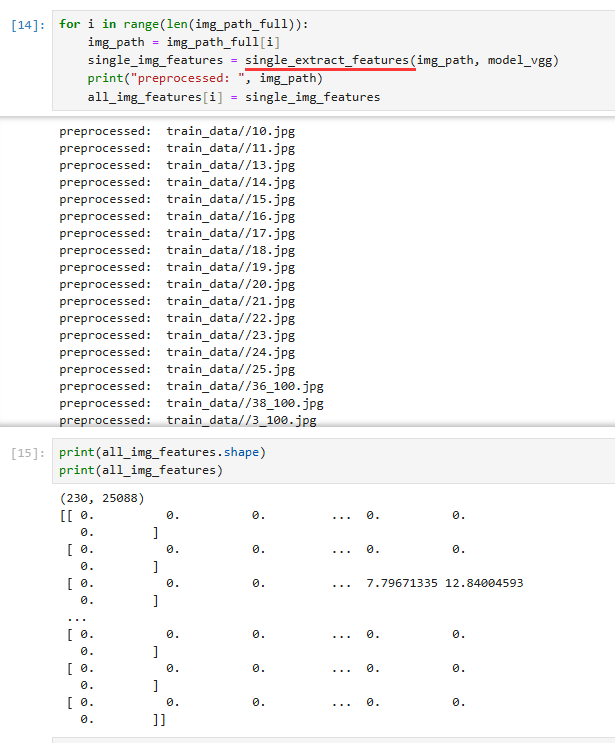 [14]:
for i in range(len(img_path_full)):
    img_path = img_path_full[i]
    single_img_features = single_extract_features(img_path, model_vgg)
    print("preprocessed: ", img_path)
    all_img_features[i] = single_img_features
preprocessed:  train_data//10.jpg
preprocessed:  train_data//11.jpg
preprocessed:  train_data//13.jpg
preprocessed:  train_data//14.jpg
preprocessed:  train_data//15.jpg
preprocessed:  train_data//16.jpg
preprocessed:  train_data//17.jpg
preprocessed:  train_data//18.jpg
preprocessed:  train_data//19.jpg
preprocessed:  train_data//20.jpg
preprocessed:  train_data//21.jpg
preprocessed:  train_data//22.jpg
preprocessed:  train_data//23.jpg
preprocessed:  train_data//24.jpg
preprocessed:  train_data//25.jpg
preprocessed:  train_data//36_100.jpg
preprocessed:  train_data//38_100.jpg
preprocessed:  train_data//3_100.jpg
[15]:
print(all_img_features.shape)
print(all_img_features)
(230, 25088)
[[ 0.          0.          0.         ...  0.          0.
   0.        ]
 [ 0.          0.          0.         ...  0.          0.
   0.        ]
 [ 0.          0.          0.         ...  7.79671335 12.84004593
   0.        ]
 ...
 [ 0.          0.          0.         ...  0.          0.
   0.        ]
 [ 0.          0.          0.         ...  0.          0.
   0.        ]
 [ 0.          0.          0.         ...  0.          0.
   0.        ]]